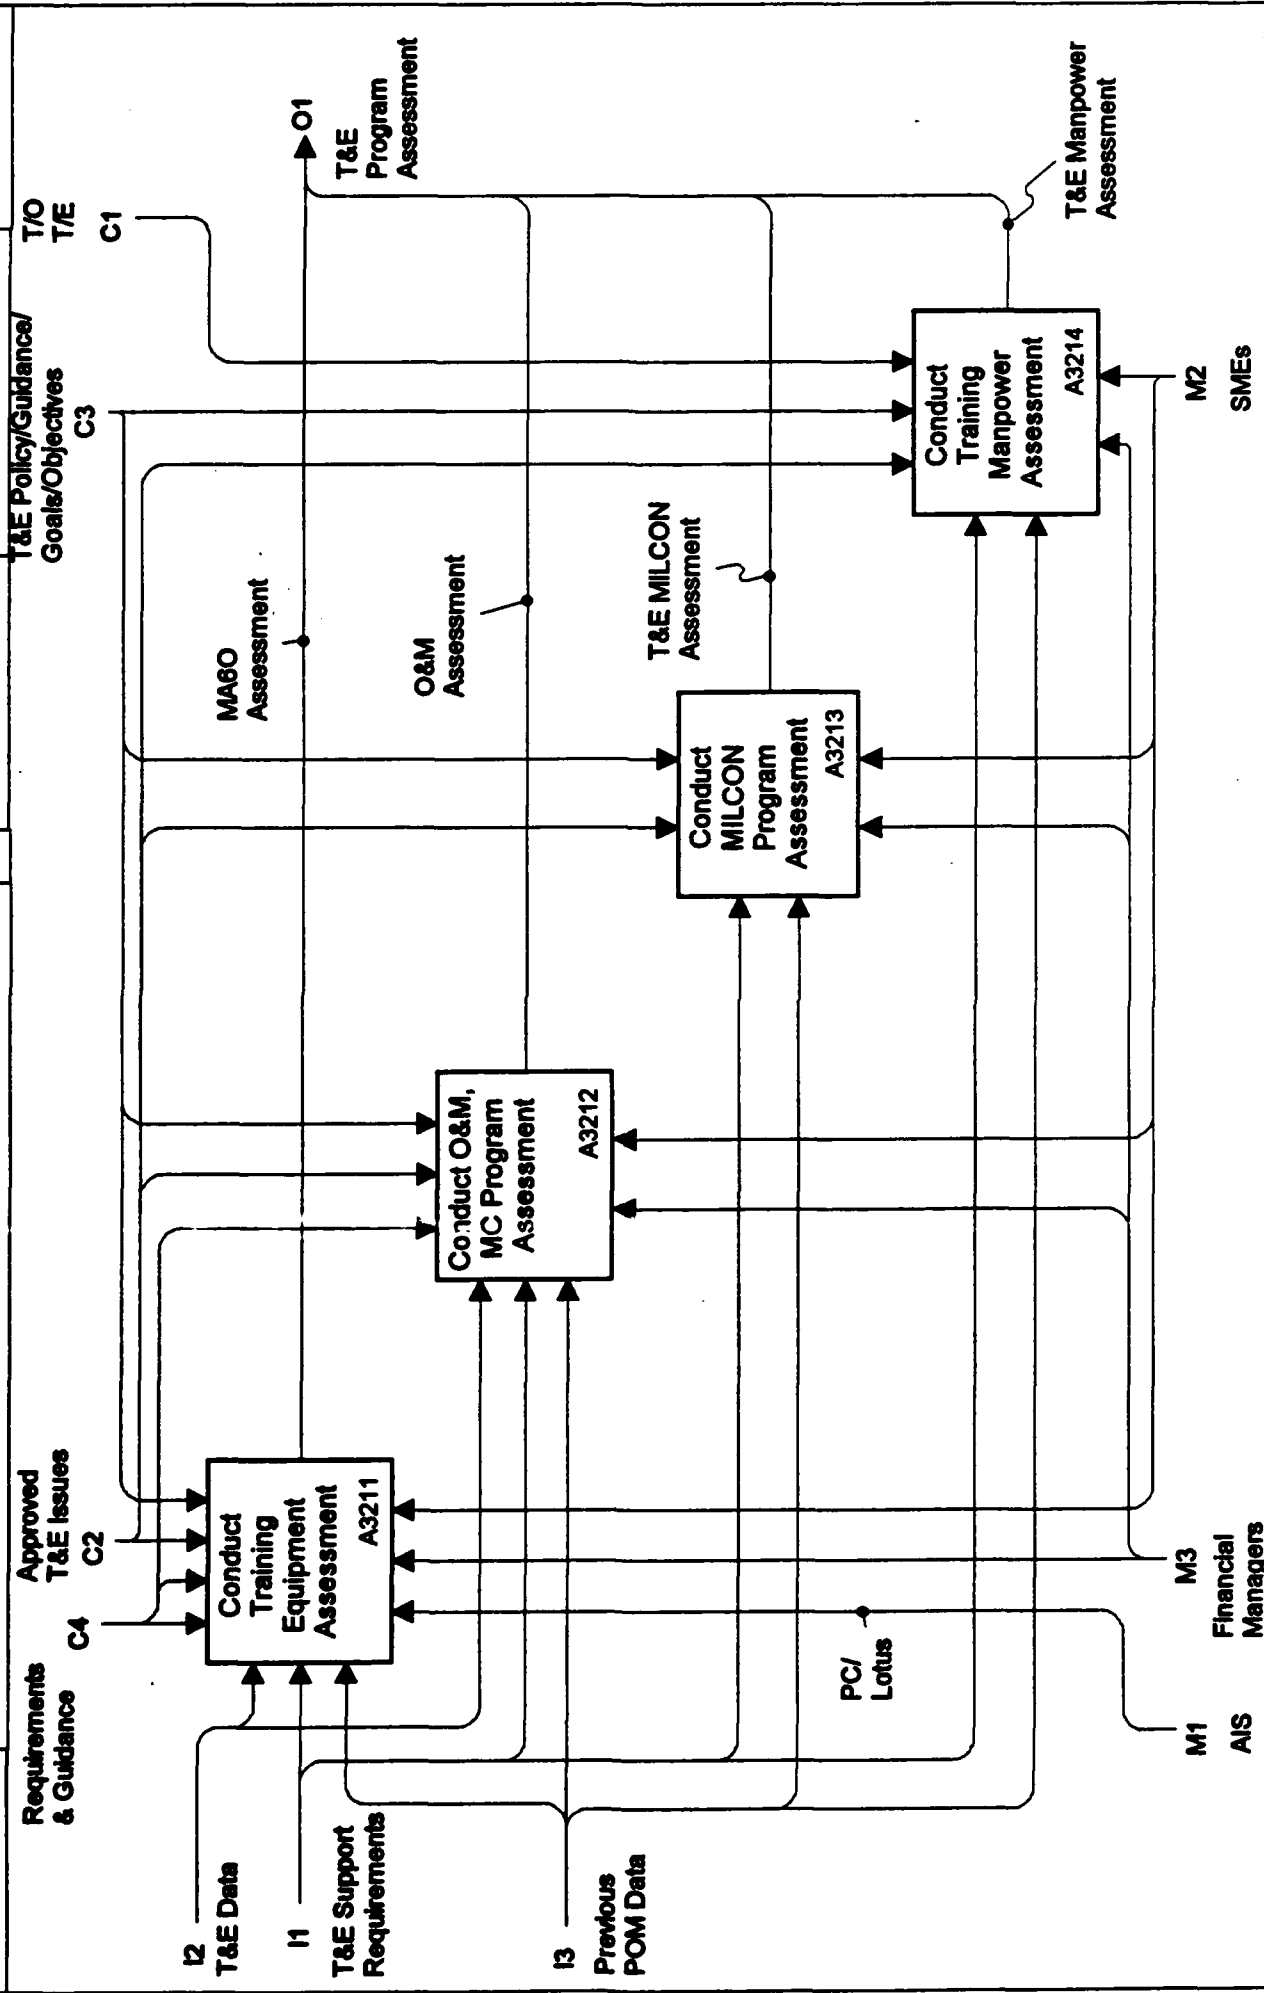 Requirements
& Guidance
C4
Approved
T&E Issues
C2
T&E Policy/Guidance/
Goals/Objectives
C3
T/O
T/E
C1
I2
T&E Data
I1
T&E Support
Requirements
I3
Previous
POM Data
Conduct
Training
Equipment
Assessment
A3211
MA6O
Assessment
O1
T&E
Program
Assessment
Conduct O&M,
MC Program
Assessment
A3212
O&M
Assessment
Conduct
MILCON
Program
Assessment
A3213
T&E MILCON
Assessment
Conduct
Training
Manpower
Assessment
A3214
T&E Manpower
Assessment
PC/
Lotus
M1
AIS
M3
Financial
Managers
M2
SMEs